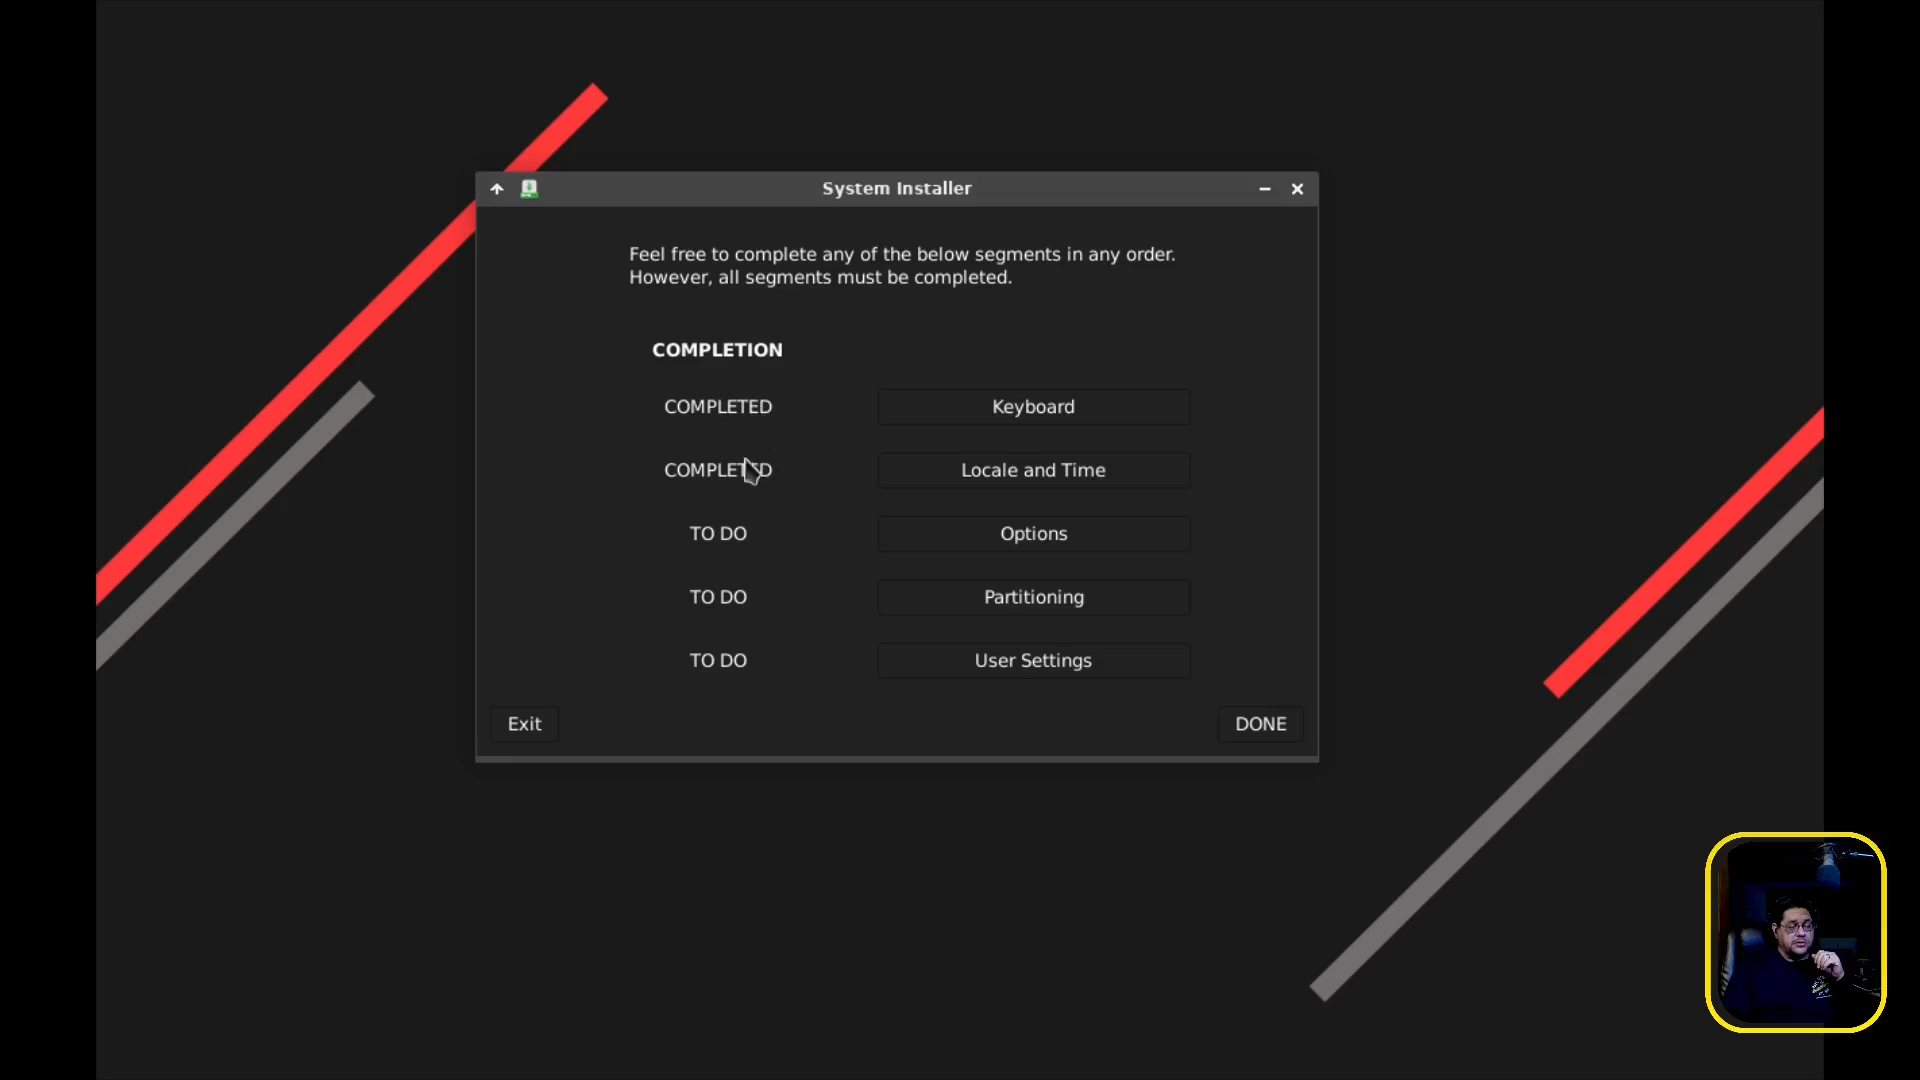 System Installer
Feel free to complete any of the below segments in any order.
However, all segments must be completed.
COMPLETION
COMPLETED Keyboard
COMPLETED Locale and Time
TO DO Options
TO DO Partitioning
TO DO User Settings
Exit DONE